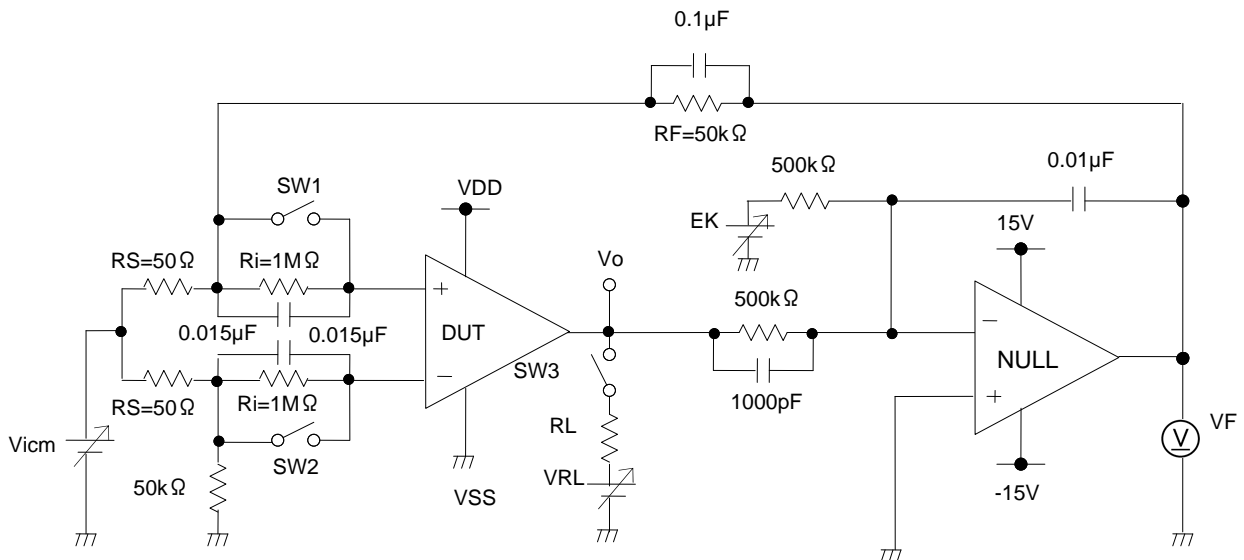 0.1µF
RF=50kΩ
500kΩ
0.01µF
SW1
VDD
EK
15V
RS=50Ω
Ri=1MΩ
Vo
500kΩ
+
0.015µF
0.015µF
DUT
−
NULL
SW3
−
+
RS=50Ω
Ri=1MΩ
1000pF
Vicm
SW2
RL
V
VF
50kΩ
VSS
VRL
-15V